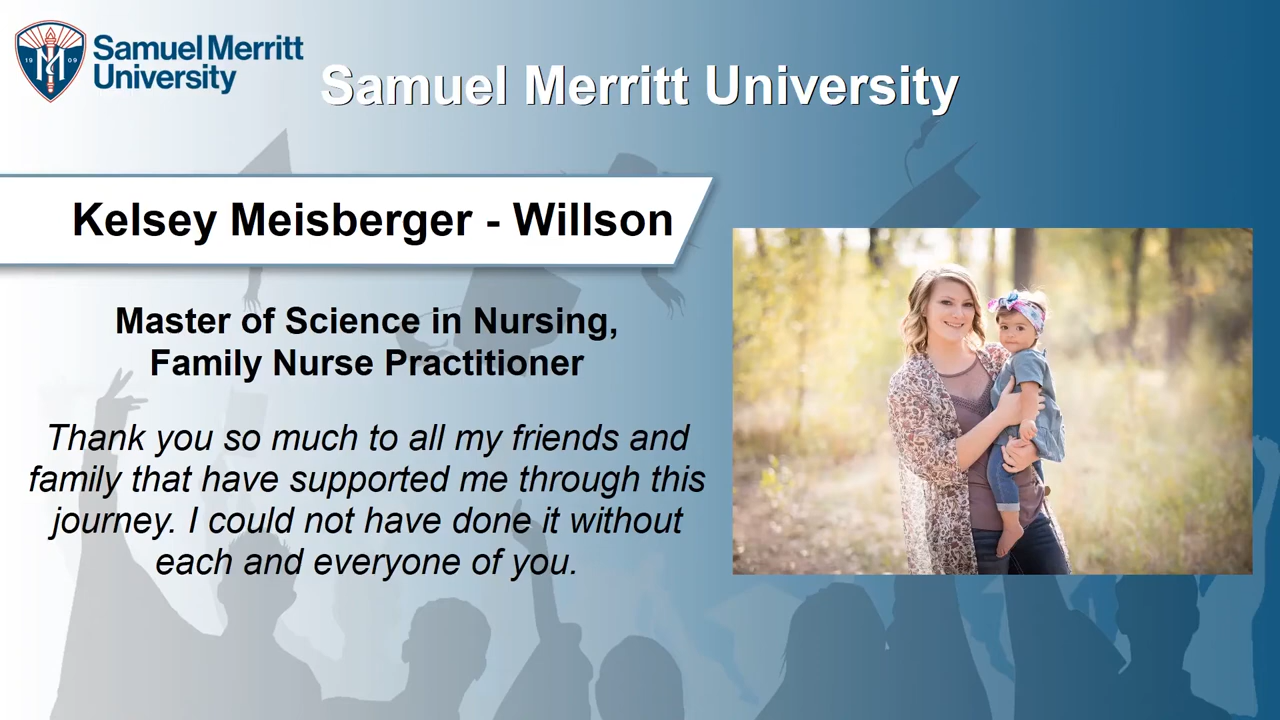 Samuel Merritt
University
19 09
Samuel Merritt University
Kelsey Meisberger - Willson
Master of Science in Nursing,
Family Nurse Practitioner
Thank you so much to all my friends and
family that have supported me through this
journey. I could not have done it without
each and everyone of you.